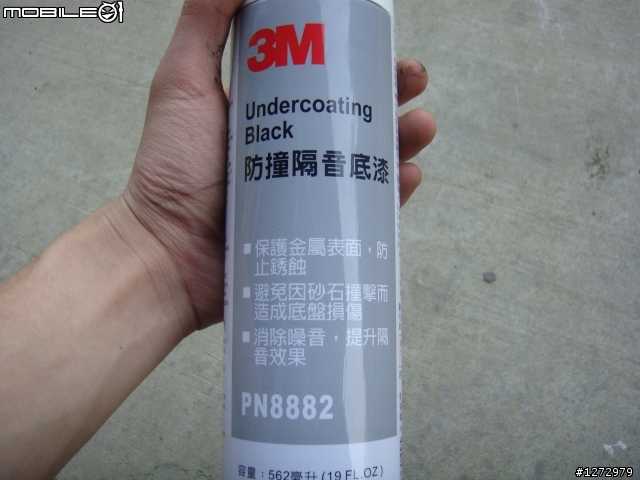 MOBILE01
3M
Undercoating
Black
防撞隔音底漆
■保護金屬表面，防
止銹蝕
■避免因砂石撞擊而
造成底盤損傷
■消除噪音，提升隔
音效果
PN8882
容量：562毫升(19 FL.OZ)
#1272979